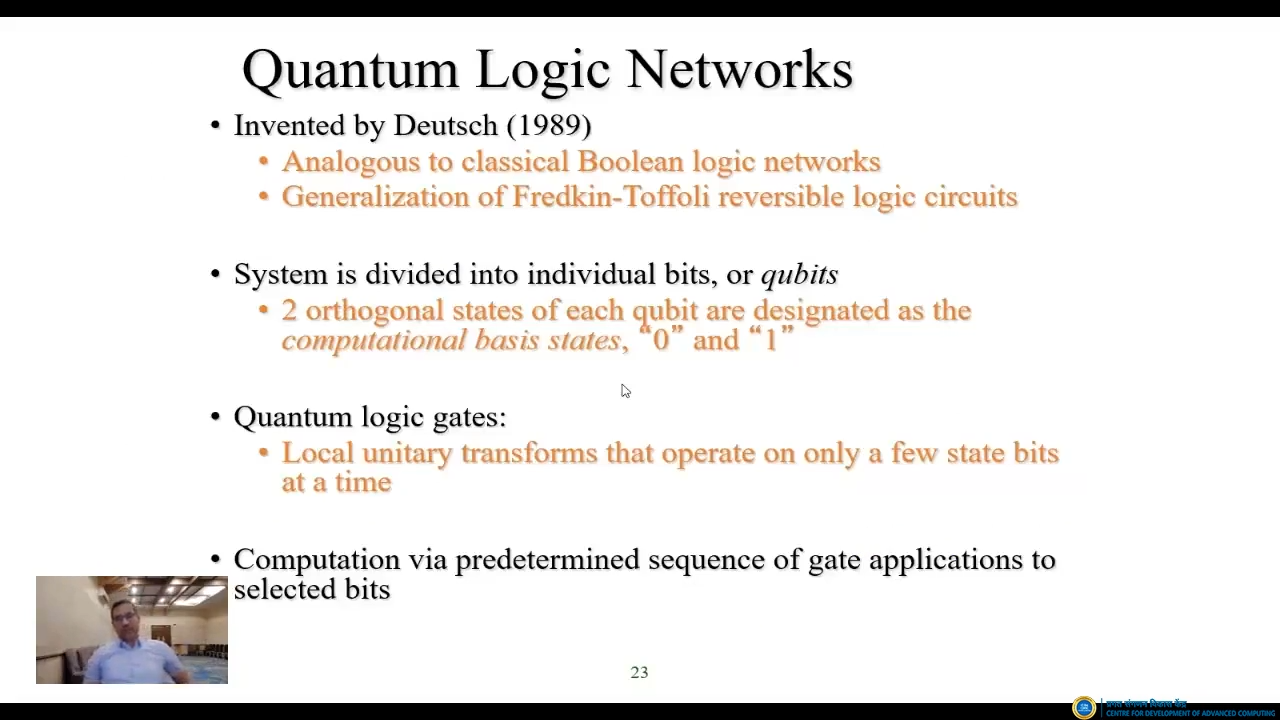 Quantum Logic Networks
• Invented by Deutsch (1989)
• Analogous to classical Boolean logic networks
• Generalization of Fredkin-Toffoli reversible logic circuits
• System is divided into individual bits, or qubits
• 2 orthogonal states of each qubit are designated as the
computational basis states, “0” and “1”
• Quantum logic gates:
• Local unitary transforms that operate on only a few state bits
at a time
• Computation via predetermined sequence of gate applications to
selected bits
23
प्रगत संगणन विकास केंद्र
CENTRE FOR DEVELOPMENT OF ADVANCED COMPUTING